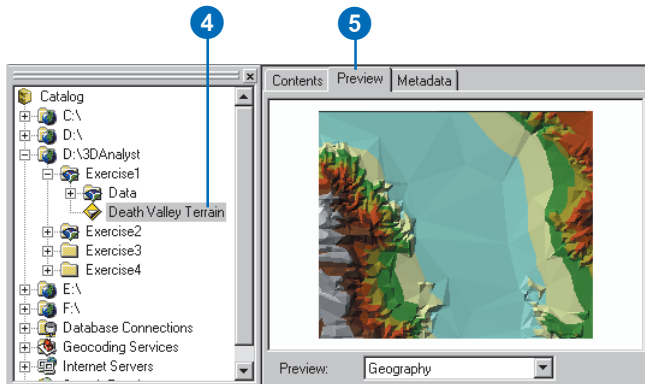 4
5
Catalog
C:\
D:\
D:\3DAnalyst
Exercise1
Data
Death Valley Terrain
Exercise2
Exercise3
Exercise4
E:\
F:\
Database Connections
Geocoding Services
Internet Servers
Contents Preview Metadata
Preview: Geography